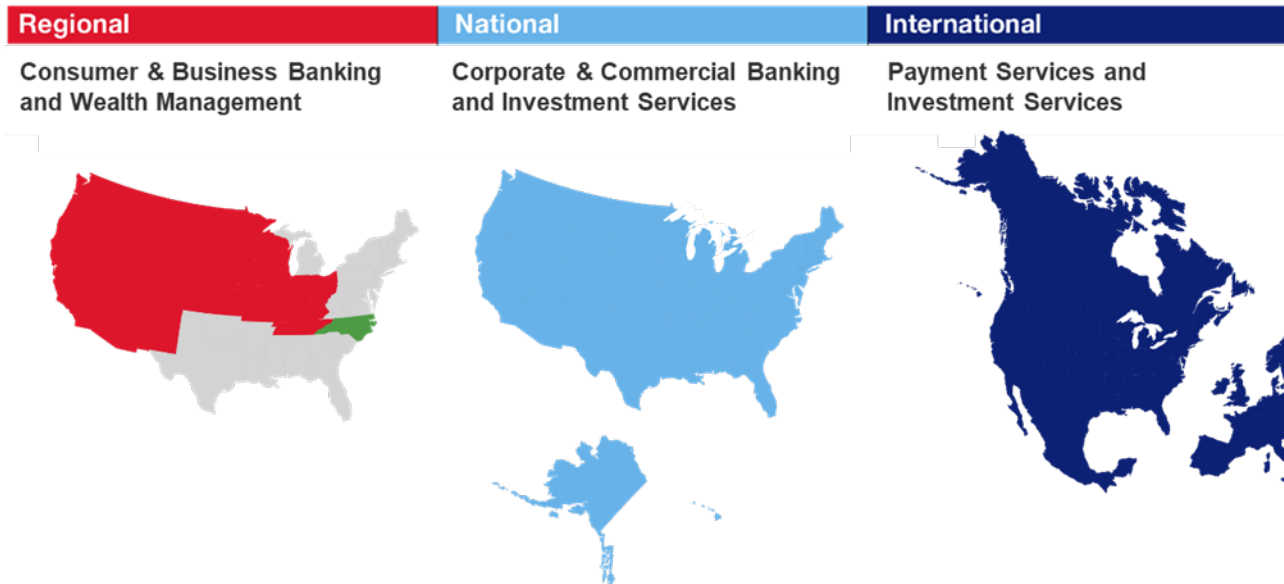 Regional
National
International
Consumer & Business Banking
and Wealth Management
Corporate & Commercial Banking
and Investment Services
Payment Services and
Investment Services